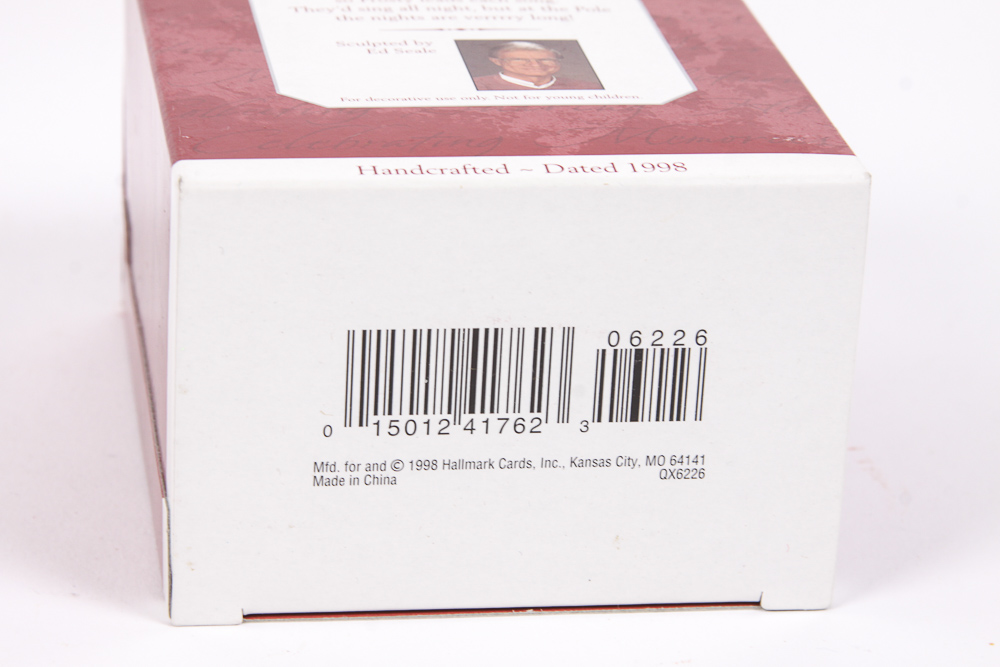 They'd sing all night, but at the Pole
the nights are verrry long!
Sculpted by
Ed Seale
For decorative use only. Not for young children.
Celebrating Memories
Handcrafted ~ Dated 1998
06226
0 15012 41762 3
Mfd. for and © 1998 Hallmark Cards, Inc., Kansas City, MO 64141
Made in China
QX6226